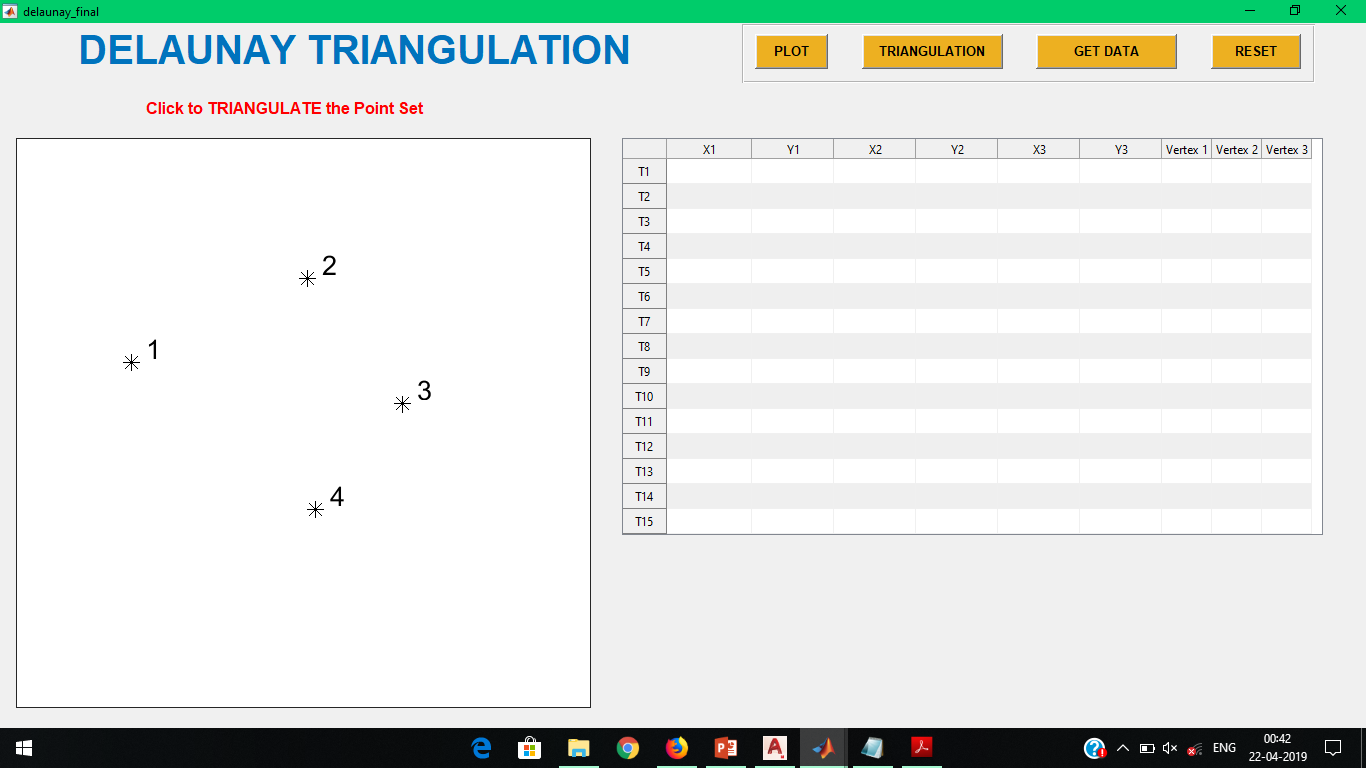 delaunay_final
DELAUNAY TRIANGULATION
PLOT TRIANGULATION GET DATA RESET
Click to TRIANGULATE the Point Set
X1 Y1 X2 Y2 X3 Y3 Vertex 1 Vertex 2 Vertex 3
T1
T2
T3
T4
T5
T6
T7
T8
T9
T10
T11
T12
T13
T14
T15
2
1
3
4
ENG
00:42
22-04-2019